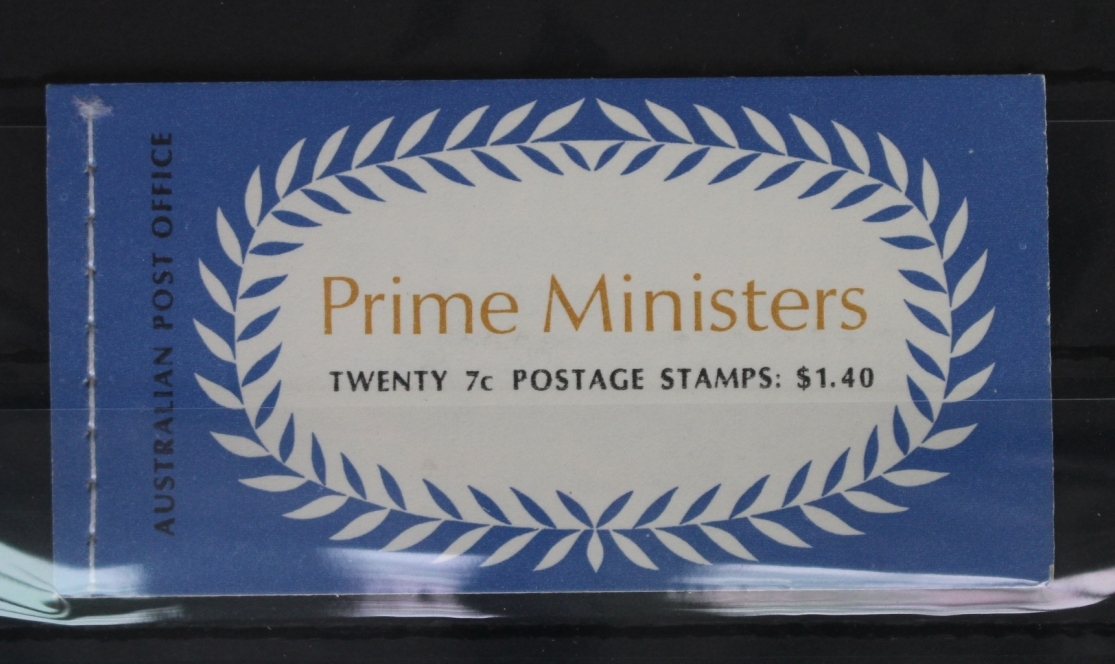 AUSTRALIAN POST OFFICE
Prime Ministers
TWENTY 7c POSTAGE STAMPS: $1.40